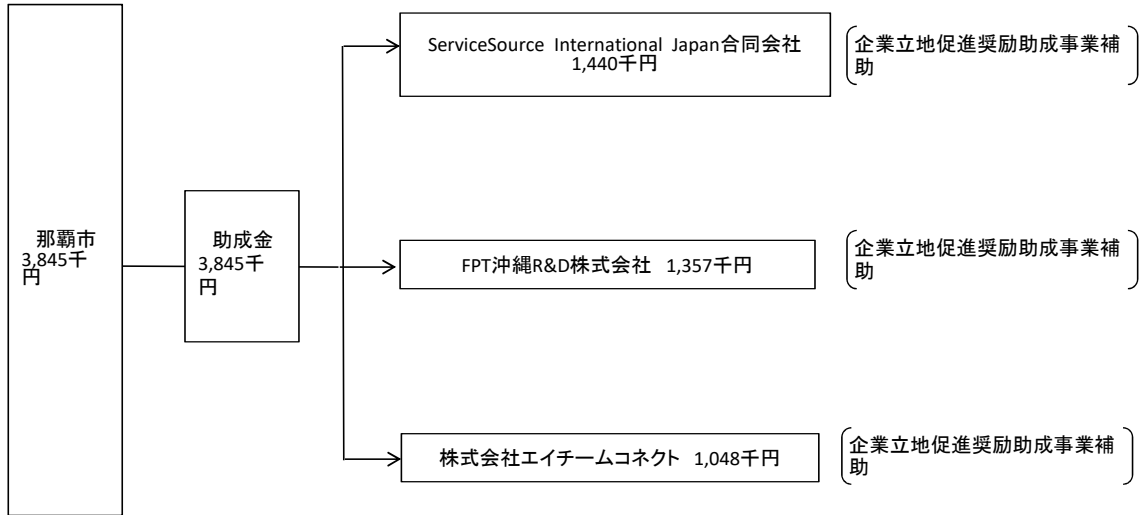 那覇市
3,845千
円
助成金
3,845千
円
ServiceSource International Japan合同会社
1,440千円
企業立地促進奨励助成事業補
助
FPT沖縄R&D株式会社 1,357千円
企業立地促進奨励助成事業補
助
株式会社エイチームコネクト 1,048千円
企業立地促進奨励助成事業補
助